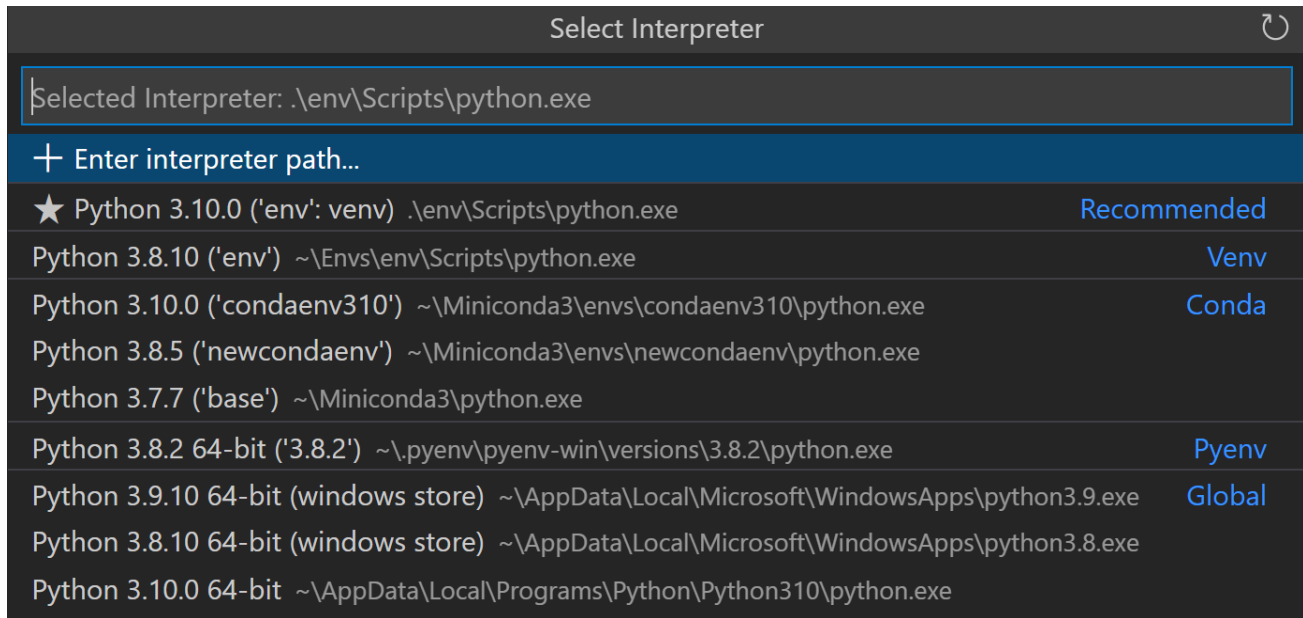 Select Interpreter
Selected Interpreter: .\env\Scripts\python.exe
+ Enter interpreter path...
★ Python 3.10.0 ('env': venv) .\env\Scripts\python.exe Recommended
Python 3.8.10 ('env') ~\Envs\env\Scripts\python.exe Venv
Python 3.10.0 ('condaenv310') ~\Miniconda3\envs\condaenv310\python.exe Conda
Python 3.8.5 ('newcondaenv') ~\Miniconda3\envs\newcondaenv\python.exe
Python 3.7.7 ('base') ~\Miniconda3\python.exe
Python 3.8.2 64-bit ('3.8.2') ~\.pyenv\pyenv-win\versions\3.8.2\python.exe Pyenv
Python 3.9.10 64-bit (windows store) ~\AppData\Local\Microsoft\WindowsApps\python3.9.exe Global
Python 3.8.10 64-bit (windows store) ~\AppData\Local\Microsoft\WindowsApps\python3.8.exe
Python 3.10.0 64-bit ~\AppData\Local\Programs\Python\Python310\python.exe